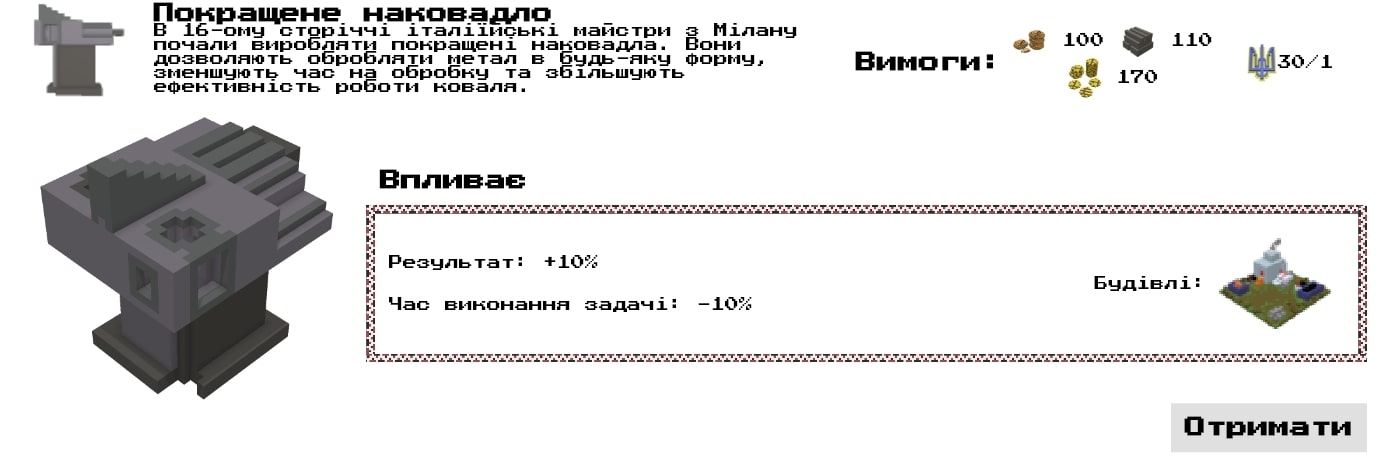 Покращене наковадло
В 16-ому сторіччі італіїйські майстри з Мілану
почали виробляти покращені наковадла. Вони
дозволяють обробляти метал в будь-яку форму,
зменшують час на обробку та збільшують
ефективність роботи коваля.
Вимоги: 100 110
170
30/1
Впливає
Результат: +10%
Будівлі:
Час виконання задачі: -10%
Отримати